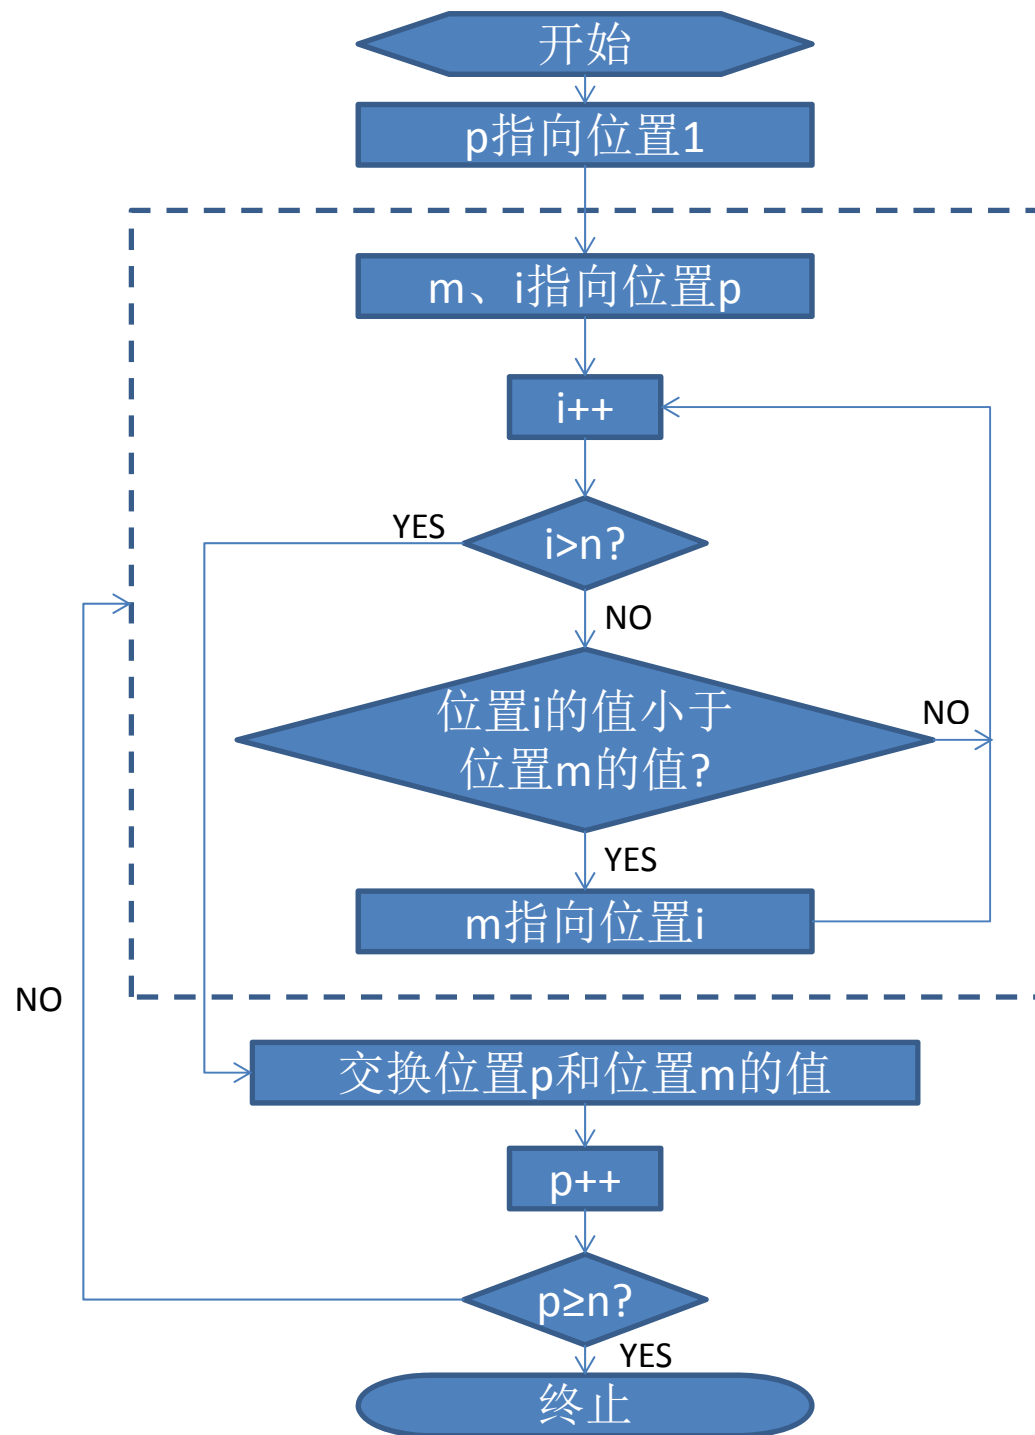 开始
p指向位置1
m、i指向位置p
i++
YES
i>n?
NO
位置i的值小于
位置m的值?
NO
YES
m指向位置i
NO
交换位置p和位置m的值
p++
p≥n?
YES
终止